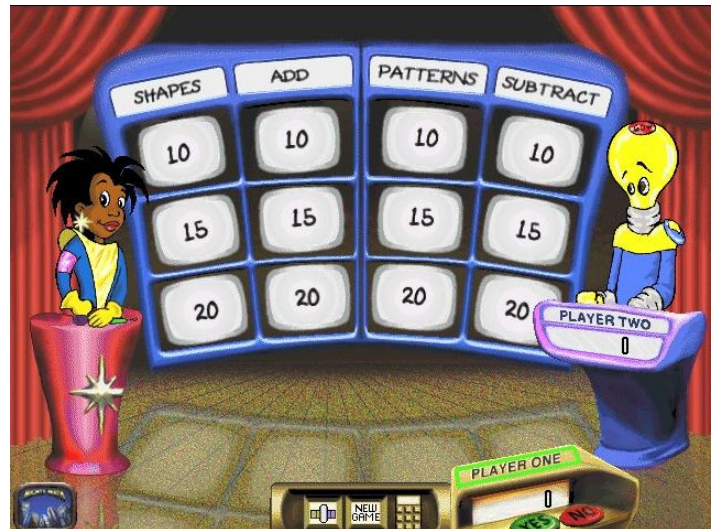 SHAPES ADD PATTERNS SUBTRACT
10 10 10 10
15 15 15 15
20 20 20 20
PLAYER TWO
0
PLAYER ONE
0
YES NO
NEW
GAME